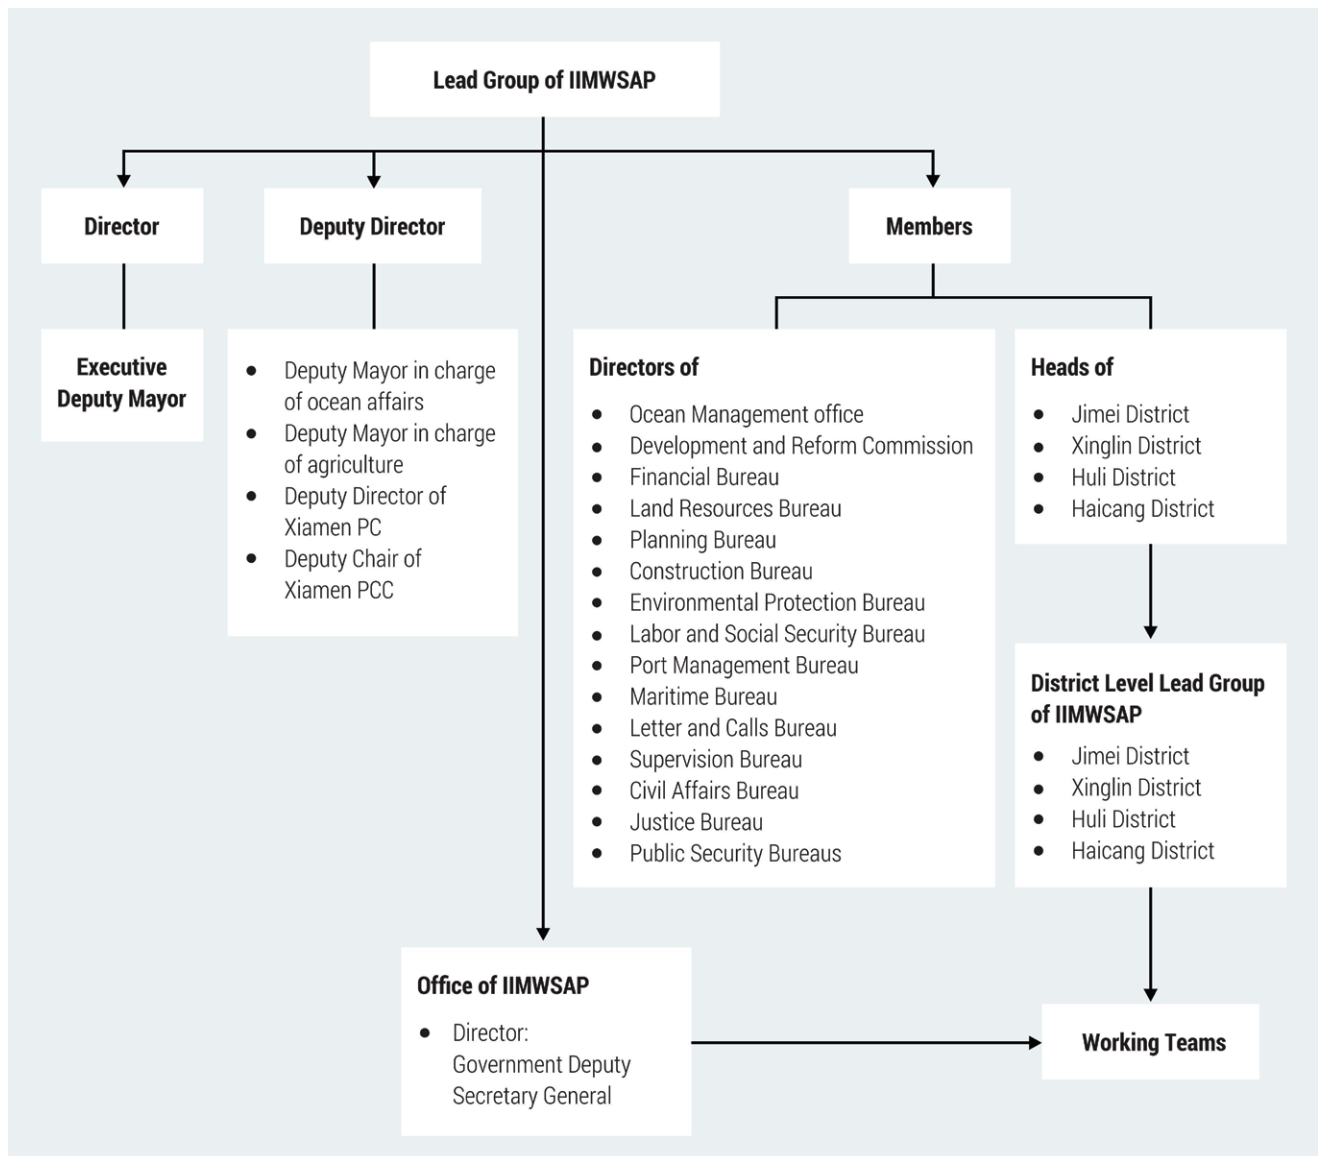 Lead Group of IIMWSAP
Director
Deputy Director
Members
Executive
Deputy Mayor
● Deputy Mayor in charge
of ocean affairs
● Deputy Mayor in charge
of agriculture
● Deputy Director of
Xiamen PC
● Deputy Chair of
Xiamen PCC
Directors of
● Ocean Management office
● Development and Reform Commission
● Financial Bureau
● Land Resources Bureau
● Planning Bureau
● Construction Bureau
● Environmental Protection Bureau
● Labor and Social Security Bureau
● Port Management Bureau
● Maritime Bureau
● Letter and Calls Bureau
● Supervision Bureau
● Civil Affairs Bureau
● Justice Bureau
● Public Security Bureaus
Heads of
● Jimei District
● Xinglin District
● Huli District
● Haicang District
District Level Lead Group
of IIMWSAP
● Jimei District
● Xinglin District
● Huli District
● Haicang District
Office of IIMWSAP
● Director:
Government Deputy
Secretary General
Working Teams